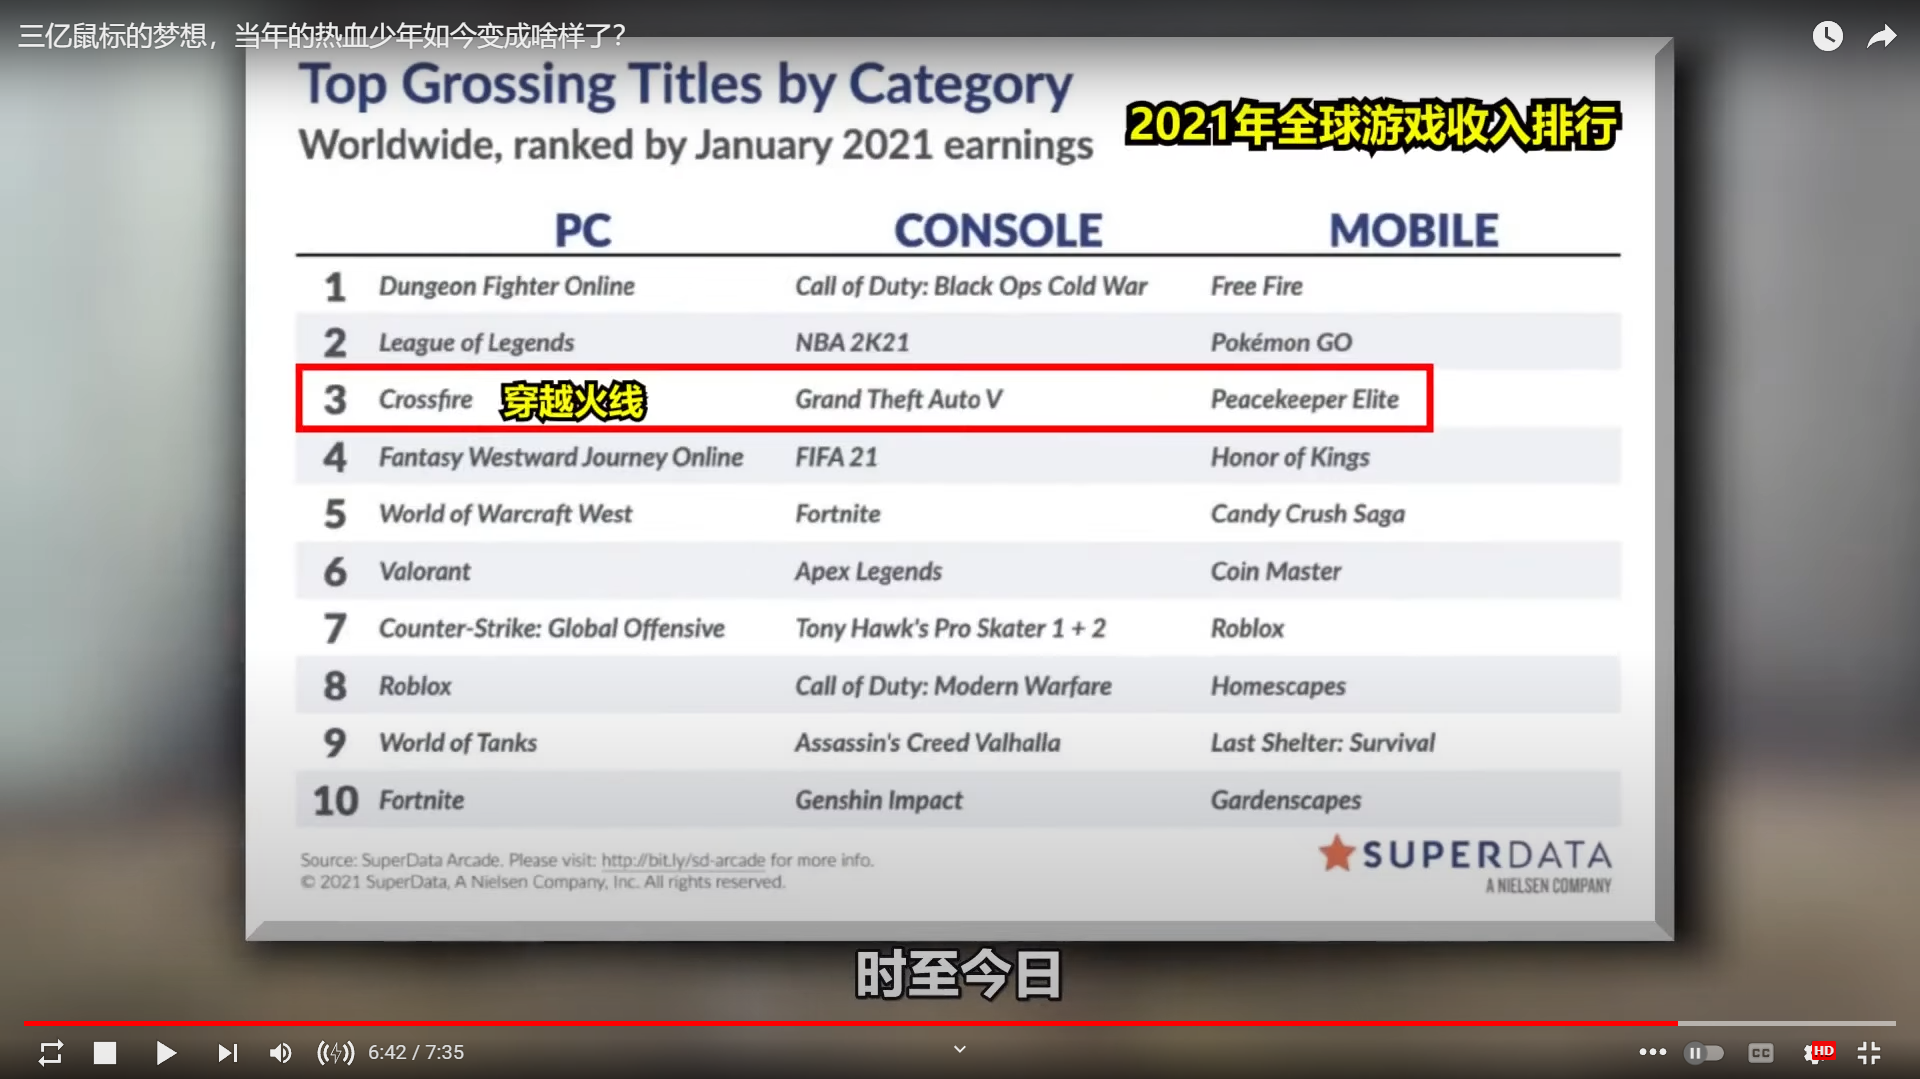 三亿鼠标的梦想，当年的热血少年如今变成啥样了？
Top Grossing Titles by Category
Worldwide, ranked by January 2021 earnings
2021年全球游戏收入排行
PC CONSOLE MOBILE
1 Dungeon Fighter Online Call of Duty: Black Ops Cold War Free Fire
2 League of Legends NBA 2K21 Pokémon GO
3 Crossfire 穿越火线 Grand Theft Auto V Peacekeeper Elite
4 Fantasy Westward Journey Online FIFA 21 Honor of Kings
5 World of Warcraft West Fortnite Candy Crush Saga
6 Valorant Apex Legends Coin Master
7 Counter-Strike: Global Offensive Tony Hawk's Pro Skater 1 + 2 Roblox
8 Roblox Call of Duty: Modern Warfare Homescapes
9 World of Tanks Assassin's Creed Valhalla Last Shelter: Survival
10 Fortnite Genshin Impact Gardenscapes
Source: SuperData Arcade. Please visit: http://bit.ly/sd-arcade for more info.
© 2021 SuperData, A Nielsen Company, Inc. All rights reserved.
SUPERDATA
A NIELSEN COMPANY
时至今日
6:42 / 7:35
CC
HD